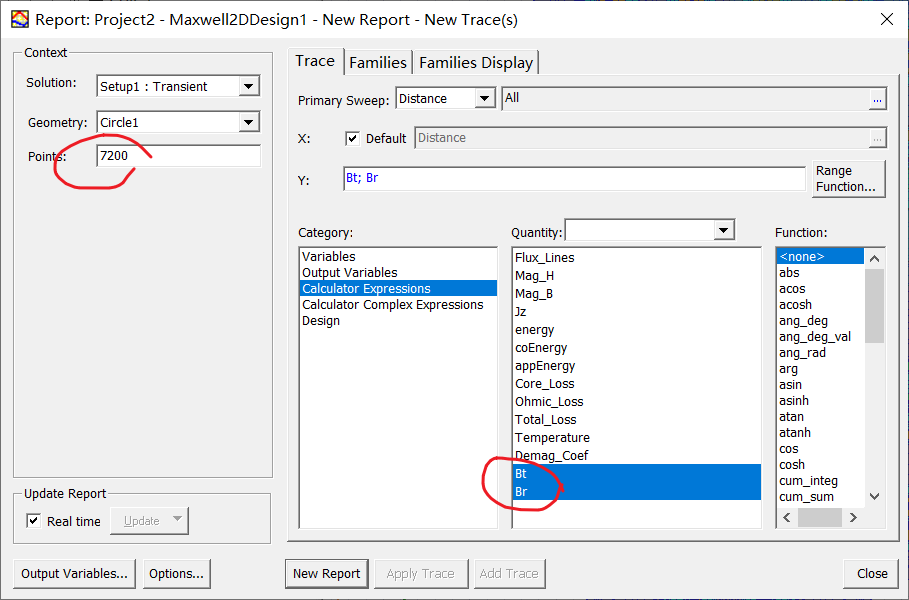 Report: Project2 - Maxwell2DDesign1 - New Report - New Trace(s)
Context
Solution: Setup1 : Transient
Geometry: Circle1
Points: 7200
Update Report
Real time Update
Output Variables... Options...
Trace Families Families Display
Primary Sweep: Distance All ...
X: Default Distance ...
Y: Bt; Br Range Function...
Category:
Variables
Output Variables
Calculator Expressions
Calculator Complex Expressions
Design
Quantity:
Flux_Lines
Mag_H
Mag_B
Jz
energy
coEnergy
appEnergy
Core_Loss
Ohmic_Loss
Total_Loss
Temperature
Demag_Coef
Bt
Br
Function:
<none>
abs
acos
acosh
ang_deg
ang_deg_val
ang_rad
arg
asin
asinh
atan
atanh
cos
cosh
cum_integ
cum_sum
New Report Apply Trace Add Trace Close